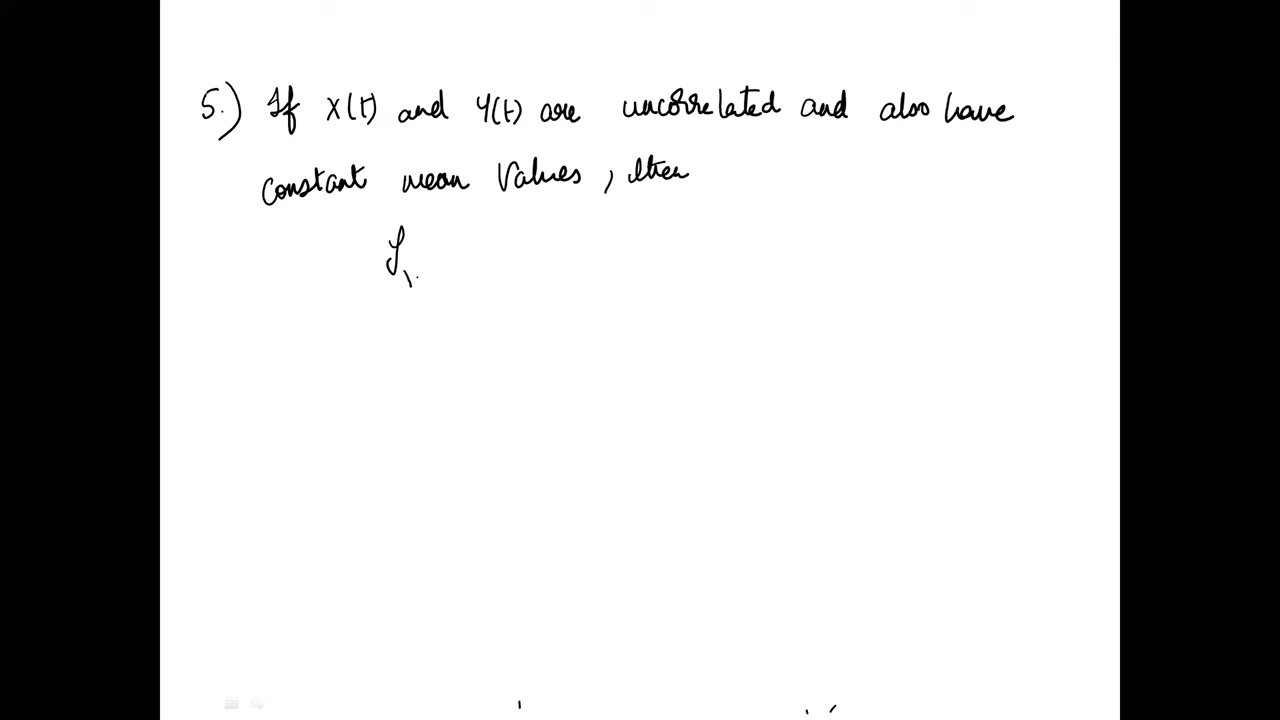 5.) If X(t) and Y(t) are uncorrelated and also have
constant mean values, then